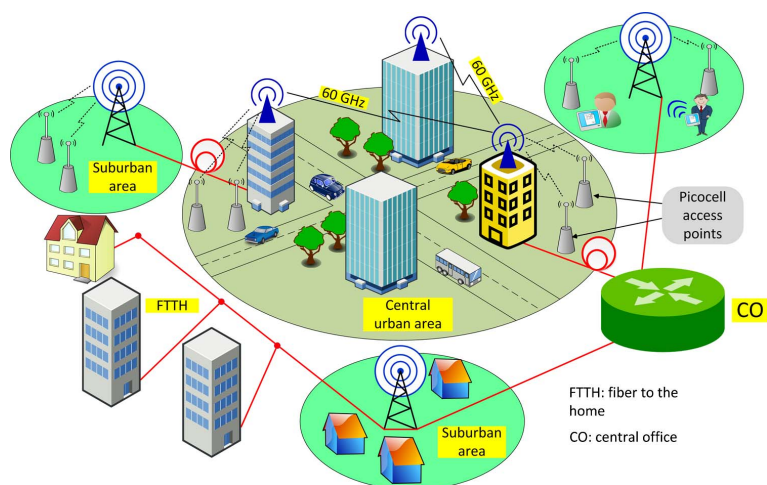 60 GHz
60 GHz
Suburban
area
Picocell
access
points
FTTH
Central
urban area
CO
Suburban
area
FTTH: fiber to the
home
CO: central office